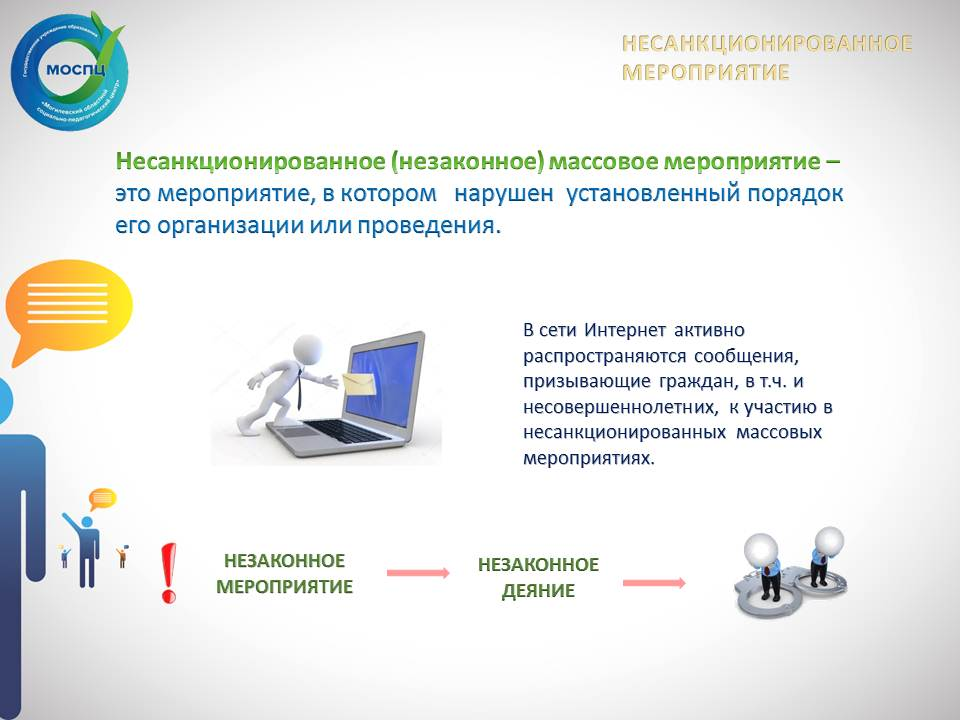 Государственное учреждение образования
МОСПЦ
«Могилевский областной
социально-педагогический центр»
НЕСАНКЦИОНИРОВАННОЕ
МЕРОПРИЯТИЕ
Несанкционированное (незаконное) массовое мероприятие –
это мероприятие, в котором нарушен установленный порядок
его организации или проведения.
В сети Интернет активно
распространяются сообщения,
призывающие граждан, в т.ч. и
несовершеннолетних, к участию в
несанкционированных массовых
мероприятиях.
НЕЗАКОННОЕ
МЕРОПРИЯТИЕ
НЕЗАКОННОЕ
ДЕЯНИЕ